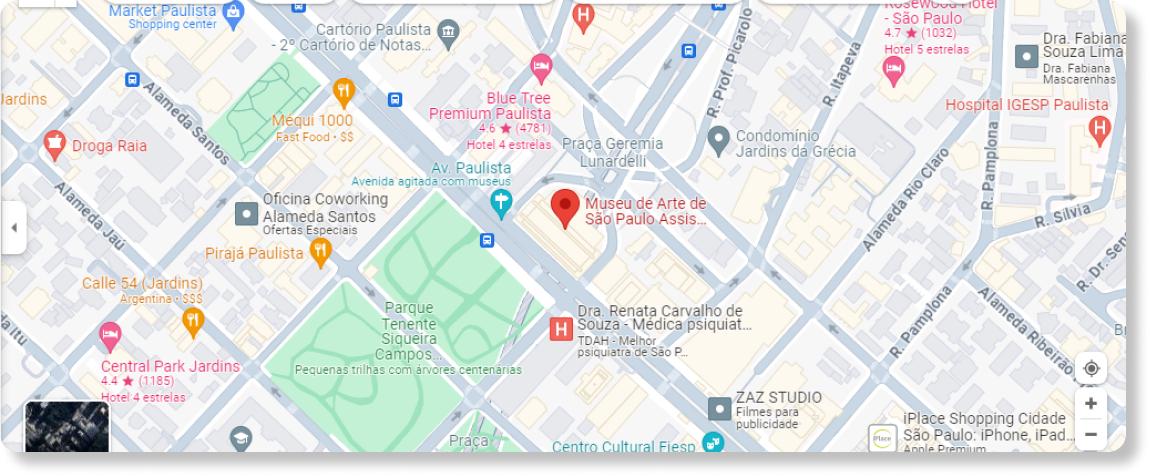 Market Paulista
Shopping center
Cartório Paulista
- 2º Cartório de Notas...
R. Prof. Picarolo
R. Itapeva
Rosewood Hotel
- São Paulo
4.7 ★ (1032)
Hotel 5 estrelas
Dra. Fabiana
Souza Lima
Dra. Fabiana
Mascarenhas
Jardins
Alameda Santos
Méqui 1000
Fast Food • $$
Blue Tree
Premium Paulista
4.6 ★ (4781)
Hotel 4 estrelas
Hospital IGESP Paulista
H
H
Droga Raia
Praça Geremia
Lunardelli
Condomínio
Jardins da Grécia
R. Pamplona
Av. Paulista
Avenida agitada com museus
Alameda Rio Claro
Alameda Jaú
Oficina Coworking
Alameda Santos
Ofertas Especiais
Museu de Arte de
São Paulo Assis...
R. Silvia
Pirajá Paulista
R. Dr. Sen
Calle 54 (Jardins)
Argentina • $$$
da Itu
Parque
Tenente
Siqueira
Campos...
Pequenas trilhas com árvores centenárias
H
Dra. Renata Carvalho de
Souza - Médica psiquiat...
TDAH - Melhor
psiquiatra de São P...
R. Pamplona
Alameda Ribeirão
Central Park Jardins
4.4 ★ (1185)
Hotel 4 estrelas
ZAZ STUDIO
Filmes para
publicidade
+
−
Praça
Centro Cultural Fiesp
iPlace
iPlace Shopping Cidade
São Paulo: iPhone, iPad...
Apple Premium